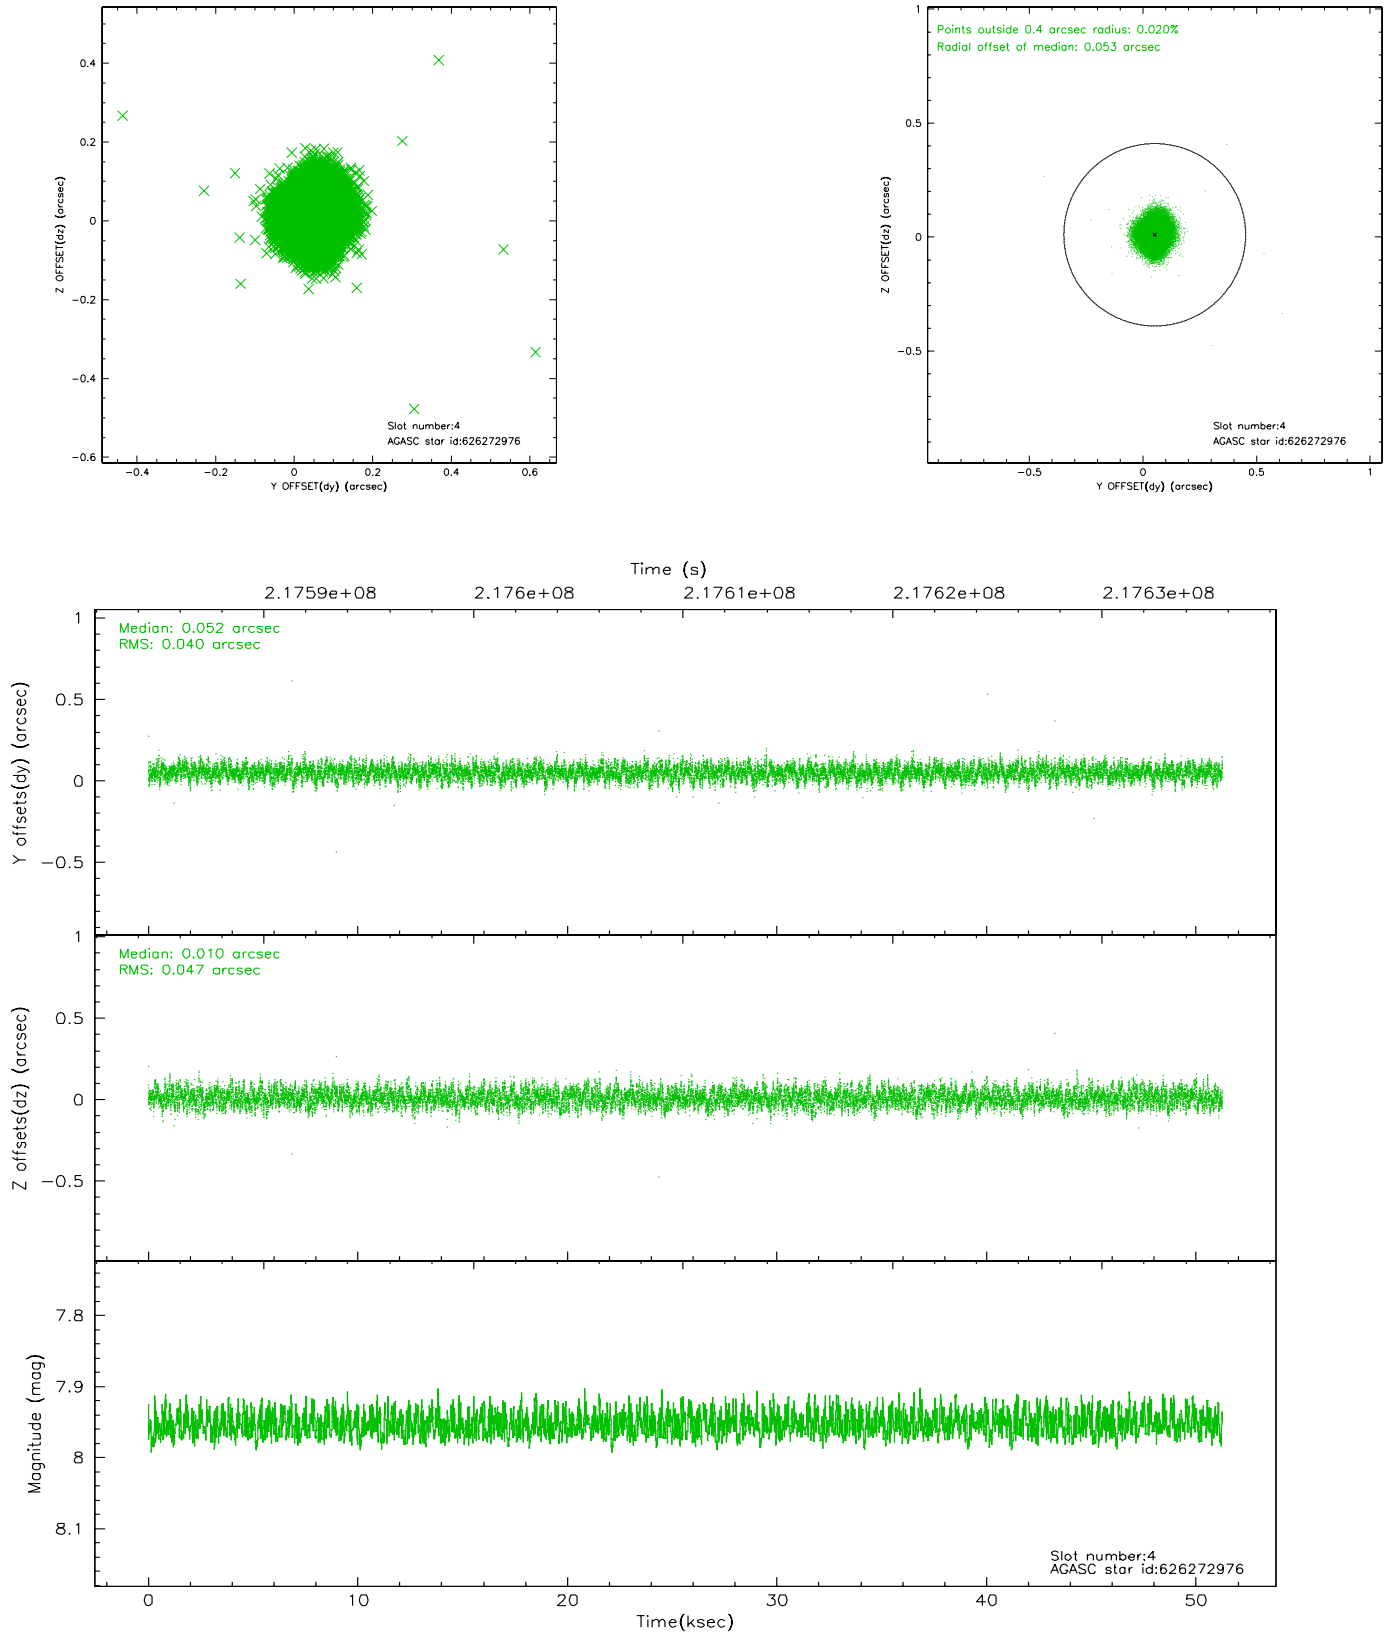 0.4
0.2
0
−0.2
−0.4
−0.6
Z OFFSET(dz) (arcsec)
Slot number:4
AGASC star id:626272976
−0.4 −0.2 0 0.2 0.4 0.6
Y OFFSET(dy) (arcsec)
1
0.5
0
−0.5
Z OFFSET(dz) (arcsec)
Points outside 0.4 arcsec radius: 0.020%
Radial offset of median: 0.053 arcsec
Slot number:4
AGASC star id:626272976
−0.5 0 0.5 1
Y OFFSET(dy) (arcsec)
Time (s)
2.1759e+08 2.176e+08 2.1761e+08 2.1762e+08 2.1763e+08
1
0.5
0
−0.5
Y offsets(dy) (arcsec)
Median: 0.052 arcsec
RMS: 0.040 arcsec
1
0.5
0
−0.5
Z offsets(dz) (arcsec)
Median: 0.010 arcsec
RMS: 0.047 arcsec
7.8
7.9
8
8.1
Magnitude (mag)
Slot number:4
AGASC star id:626272976
0 10 20 30 40 50
Time(ksec)